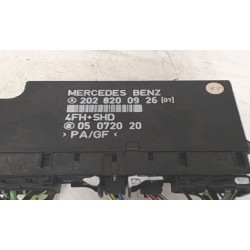 MERCEDES BENZ
202 820 09 26 [01]
4FH+SHD
05 0720 20
> PA/GF <